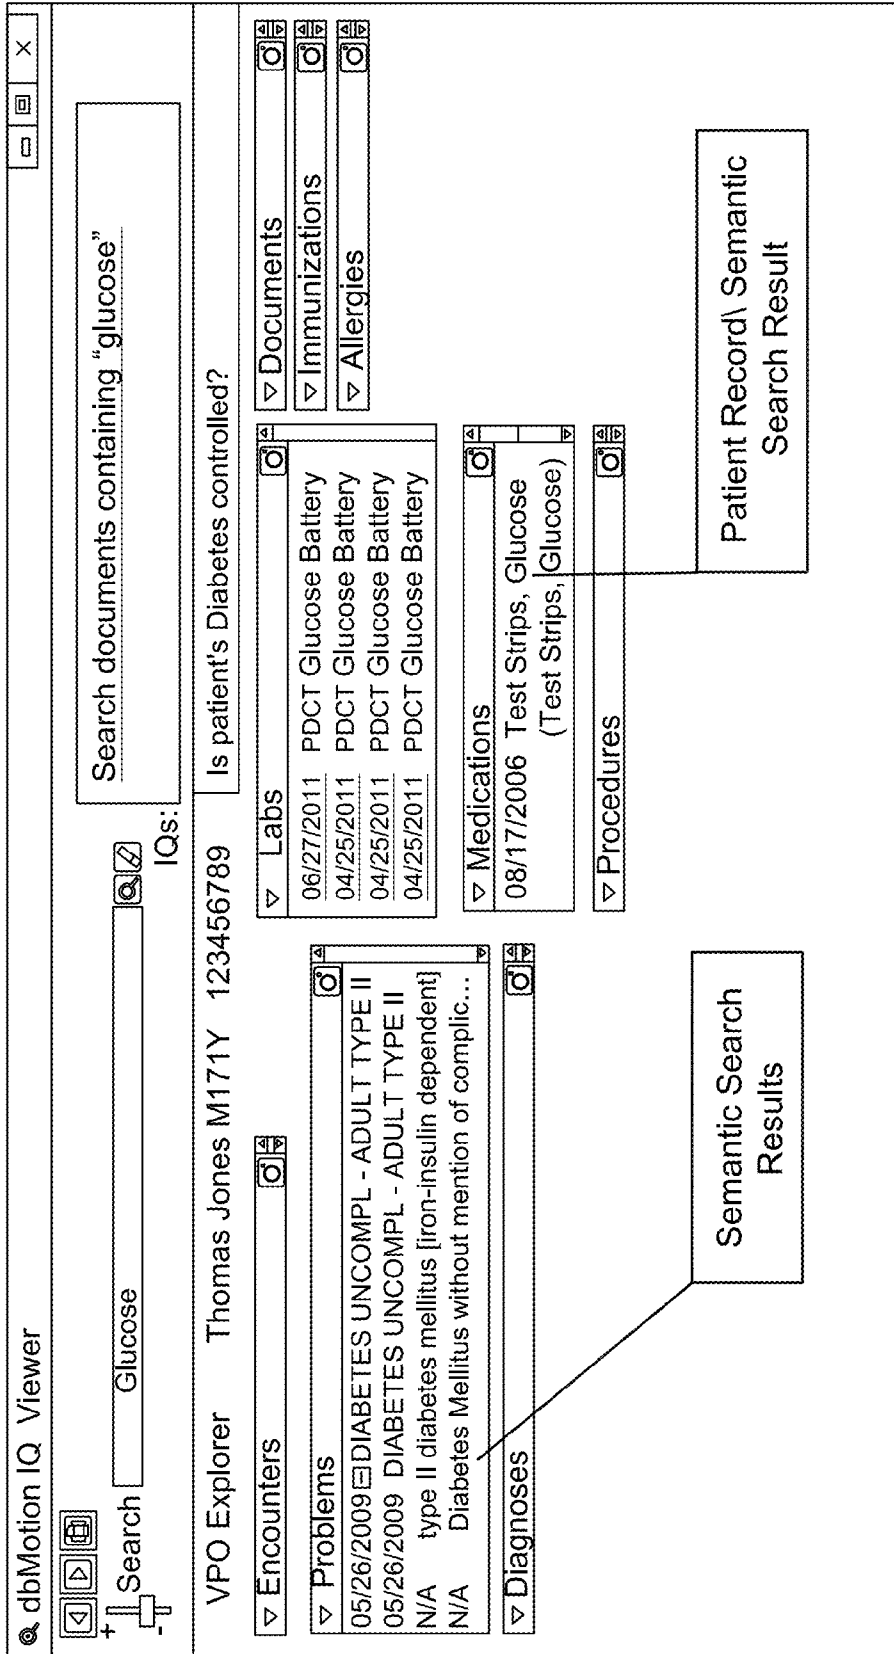 dbMotion IQ Viewer
+
-
Search
Glucose
Search documents containing “glucose”
IQs:
VPO Explorer Thomas Jones M171Y 123456789
Is patient's Diabetes controlled?
Encounters
Problems
05/26/2009 DIABETES UNCOMPL - ADULT TYPE II
05/26/2009 DIABETES UNCOMPL - ADULT TYPE II
N/A type II diabetes mellitus [iron-insulin dependent]
N/A Diabetes Mellitus without mention of complic...
Diagnoses
Labs
06/27/2011 PDCT Glucose Battery
04/25/2011 PDCT Glucose Battery
04/25/2011 PDCT Glucose Battery
04/25/2011 PDCT Glucose Battery
Medications
08/17/2006 Test Strips, Glucose
(Test Strips, Glucose)
Procedures
Documents
Immunizations
Allergies
Semantic Search
Results
Patient Record\ Semantic
Search Result